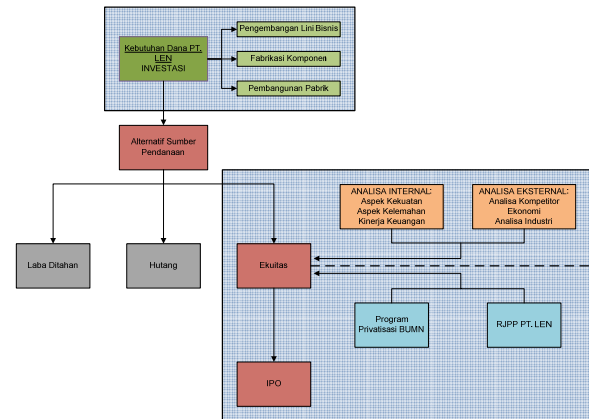 Pengembangan Lini Bisnis
Kebutuhan Dana PT.
LEN
INVESTASI
Fabrikasi Komponen
Pembangunan Pabrik
Alternatif Sumber
Pendanaan
ANALISA INTERNAL:
Aspek Kekuatan
Aspek Kelemahan
Kinerja Keuangan
ANALISA EKSTERNAL:
Analisa Kompetitor
Ekonomi
Analisa Industri
Laba Ditahan
Hutang
Ekuitas
Program
Privatisasi BUMN
RJPP PT. LEN
IPO